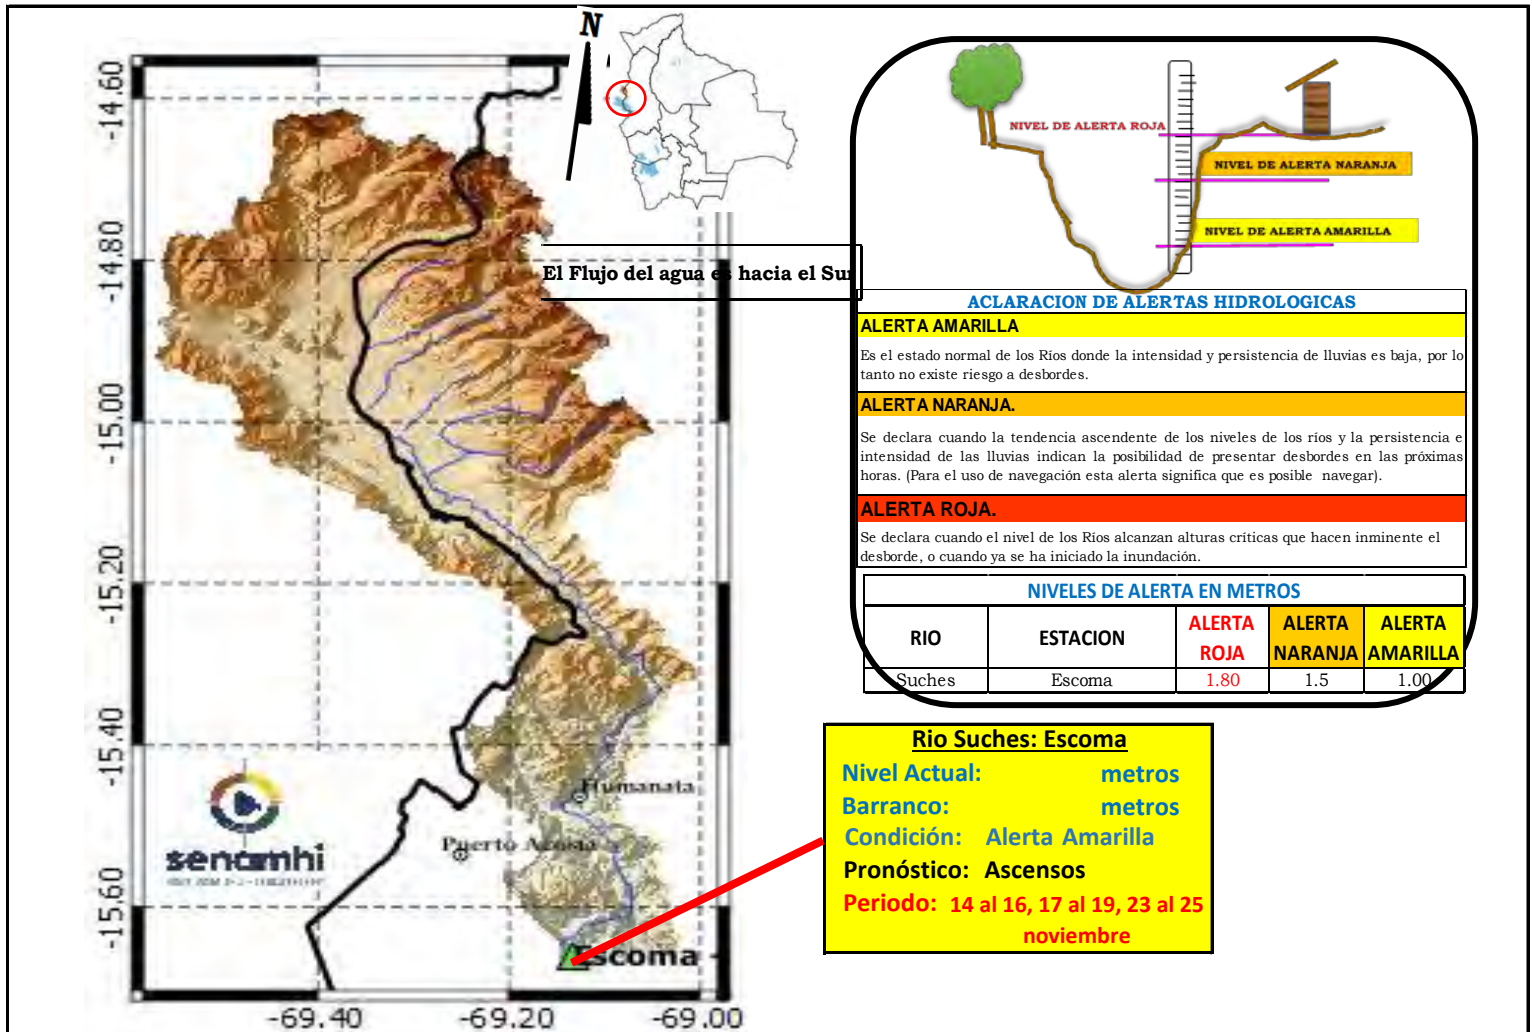 N
-14.60
-14.80
-15.00
-15.20
-15.40
-15.60
-69.40
-69.20
-69.00
El Flujo del agua es hacia el Sur
Humanata
Puerto Acosta
Escoma
senamhi
NIVEL DE ALERTA ROJA
NIVEL DE ALERTA NARANJA
NIVEL DE ALERTA AMARILLA
ACLARACION DE ALERTAS HIDROLOGICAS
ALERTA AMARILLA
Es el estado normal de los Ríos donde la intensidad y persistencia de lluvias es baja, por lo
tanto no existe riesgo a desbordes.
ALERTA NARANJA.
Se declara cuando la tendencia ascendente de los niveles de los ríos y la persistencia e
intensidad de las lluvias indican la posibilidad de presentar desbordes en las próximas
horas. (Para el uso de navegación esta alerta significa que es posible navegar).
ALERTA ROJA.
Se declara cuando el nivel de los Ríos alcanzan alturas críticas que hacen inminente el
desborde, o cuando ya se ha iniciado la inundación.
NIVELES DE ALERTA EN METROS
RIO ESTACION ALERTA ROJA ALERTA NARANJA ALERTA AMARILLA
Suches Escoma 1.80 1.5 1.00
Rio Suches: Escoma
Nivel Actual: metros
Barranco: metros
Condición: Alerta Amarilla
Pronóstico: Ascensos
Periodo: 14 al 16, 17 al 19, 23 al 25
noviembre